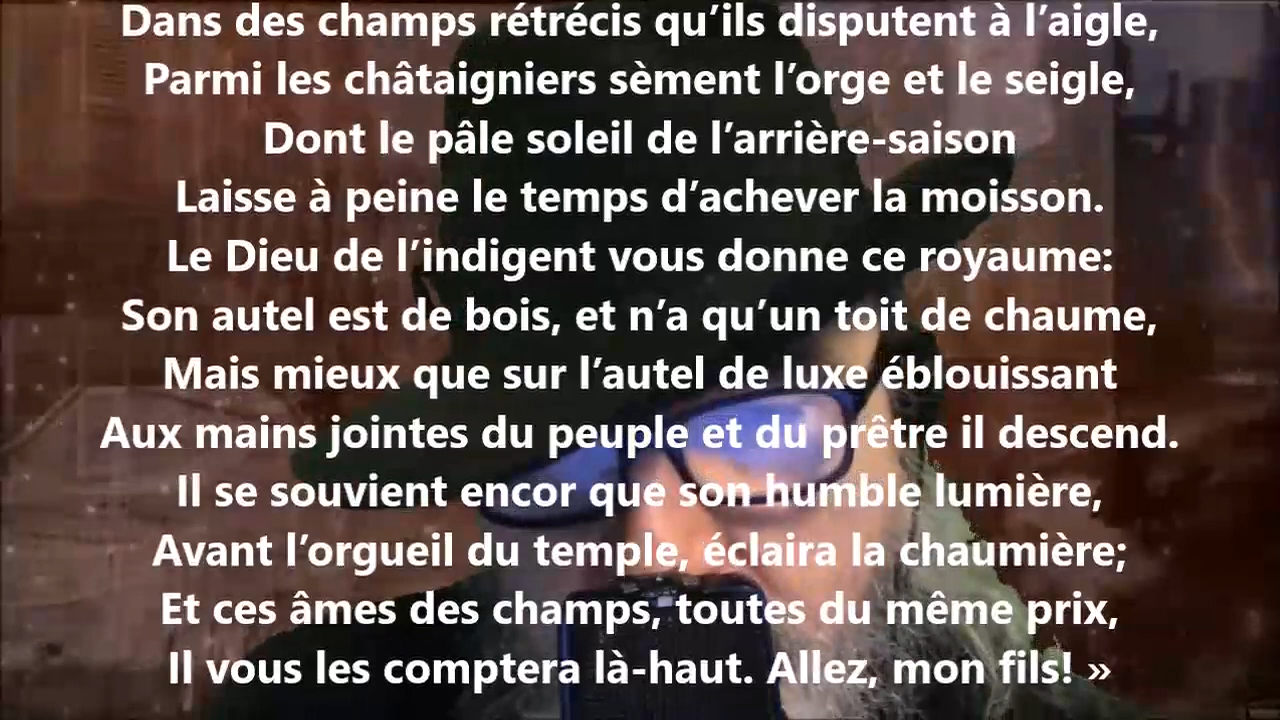 Dans des champs rétrécis qu’ils disputent à l’aigle,
Parmi les châtaigniers sèment l’orge et le seigle,
Dont le pâle soleil de l’arrière-saison
Laisse à peine le temps d’achever la moisson.
Le Dieu de l’indigent vous donne ce royaume:
Son autel est de bois, et n’a qu’un toit de chaume,
Mais mieux que sur l’autel de luxe éblouissant
Aux mains jointes du peuple et du prêtre il descend.
Il se souvient encor que son humble lumière,
Avant l’orgueil du temple, éclaira la chaumière;
Et ces âmes des champs, toutes du même prix,
Il vous les comptera là-haut. Allez, mon fils! »